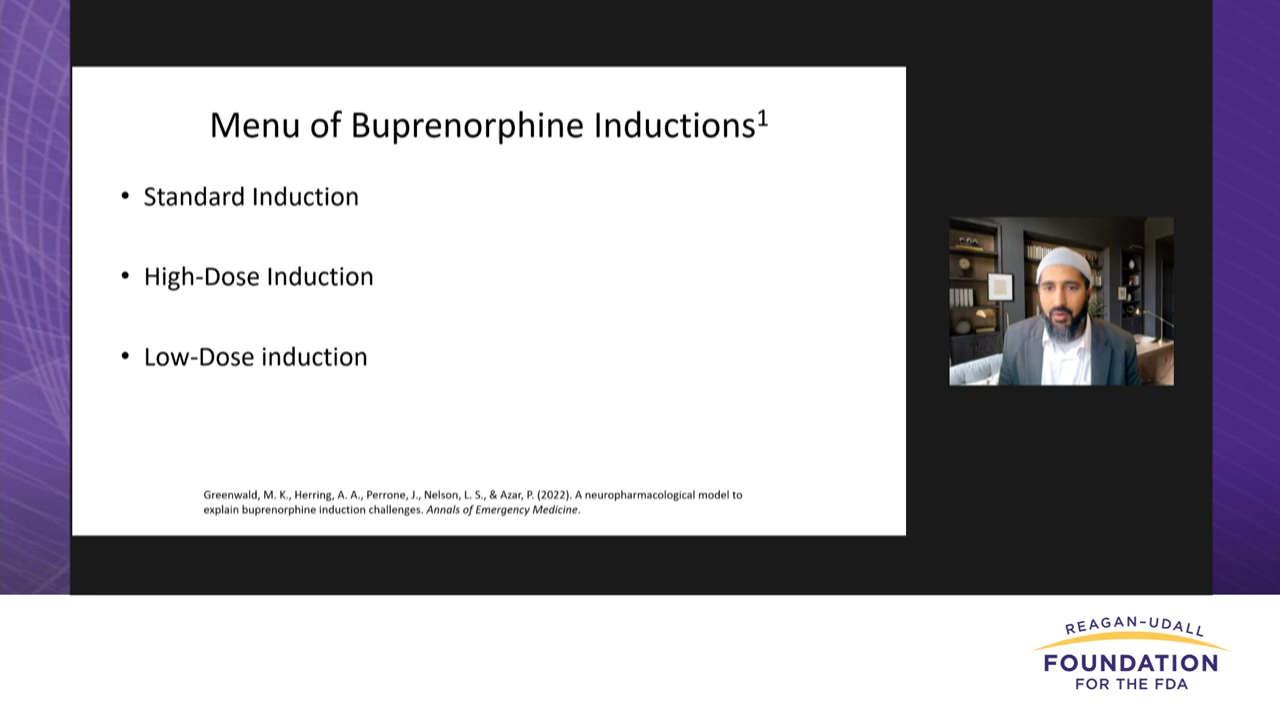 Menu of Buprenorphine Inductions¹
• Standard Induction
• High-Dose Induction
• Low-Dose induction
Greenwald, M. K., Herring, A. A., Perrone, J., Nelson, L. S., & Azar, P. (2022). A neuropharmacological model to
explain buprenorphine induction challenges. Annals of Emergency Medicine.
REAGAN-UDALL
FOUNDATION
FOR THE FDA